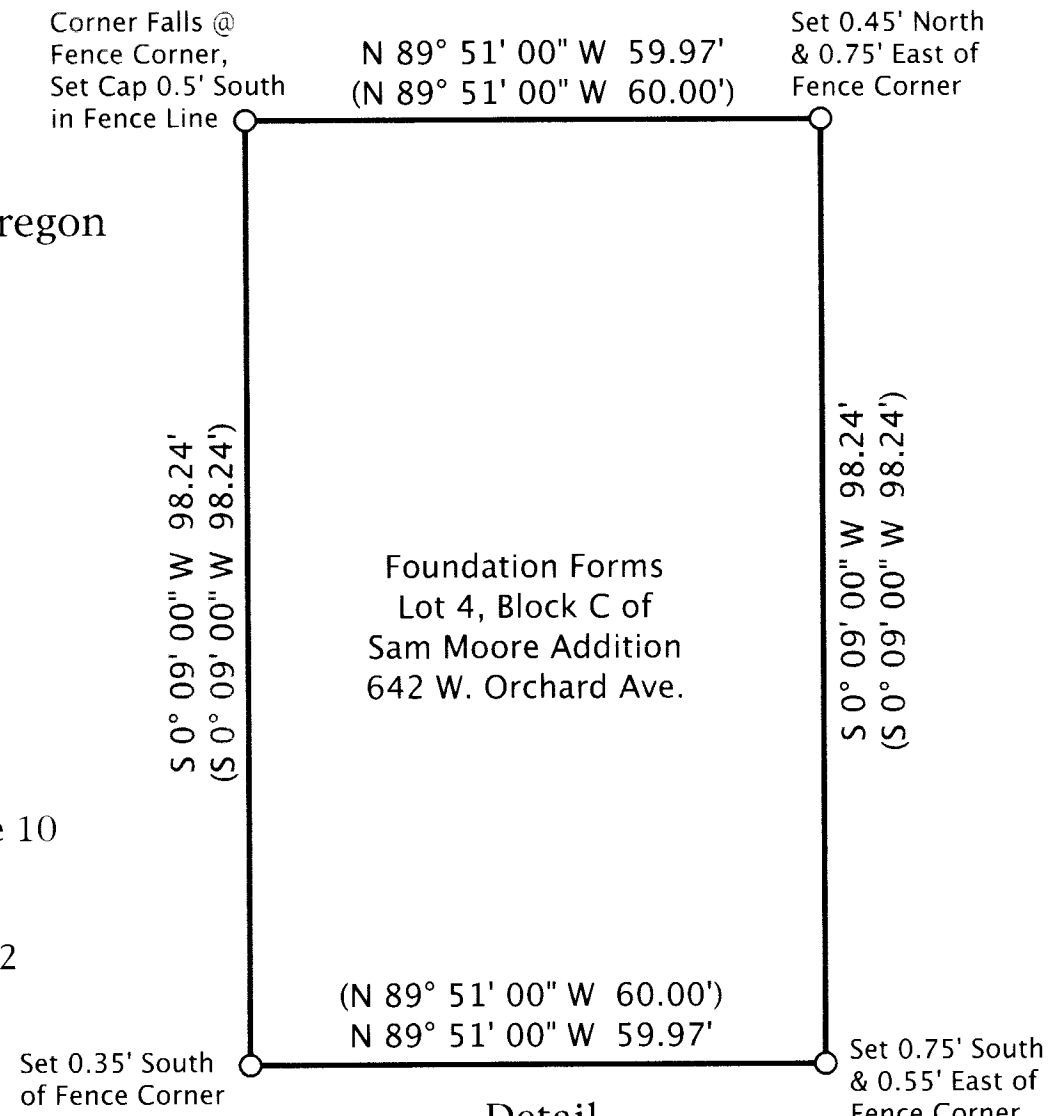 Corner Falls @
Fence Corner,
Set Cap 0.5' South
in Fence Line
N 89° 51' 00" W 59.97'
(N 89° 51' 00" W 60.00')
Set 0.45' North
& 0.75' East of
Fence Corner
regon
S 0° 09' 00" W 98.24'
(S 0° 09' 00" W 98.24')
S 0° 09' 00" W 98.24'
(S 0° 09' 00" W 98.24')
Foundation Forms
Lot 4, Block C of
Sam Moore Addition
642 W. Orchard Ave.
e 10
2
(N 89° 51' 00" W 60.00')
N 89° 51' 00" W 59.97'
Set 0.35' South
of Fence Corner
Set 0.75' South
& 0.55' East of
Fence Corner
Detail